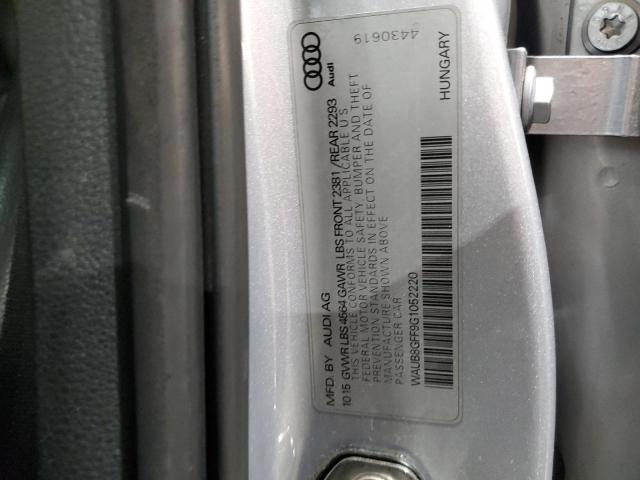 MFD. BY AUDI AG
10 15 GVWR LBS 4564 GAWR LBS FRONT 2381 / REAR 2293
THIS VEHICLE CONFORMS TO ALL APPLICABLE U S
FEDERAL MOTOR VEHICLE SAFETY, BUMPER AND THEFT
PREVENTION STANDARDS IN EFFECT ON THE DATE OF
MANUFACTURE SHOWN ABOVE
PASSENGER CAR
WAUB8GFF9G1052220
Audi
4430619
HUNGARY